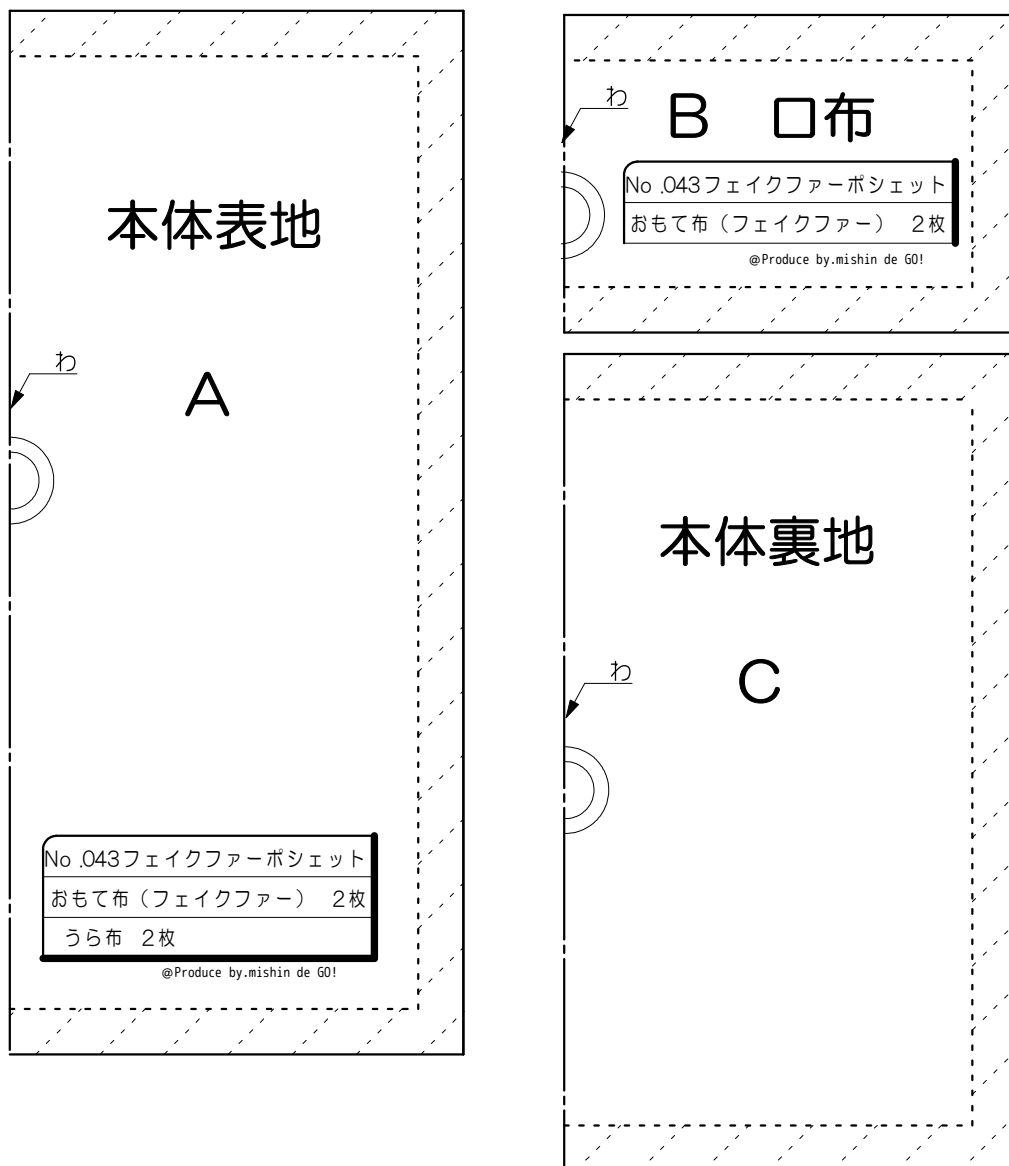 本体表地
わ
A
No.043フェイクファーポシェット
おもて布（フェイクファー）　2枚
うら布　2枚
@Produce by.mishin de GO!
わ
B　口布
No.043フェイクファーポシェット
おもて布（フェイクファー）　2枚
@Produce by.mishin de GO!
本体裏地
わ
C